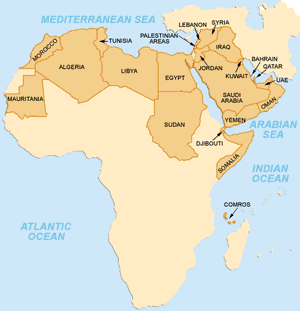 MEDITERRANEAN SEA
LEBANON
SYRIA
PALESTINIAN
AREAS
TUNISIA
IRAQ
MOROCCO
ALGERIA
LIBYA
EGYPT
JORDAN
KUWAIT
BAHRAIN
QATAR
UAE
SAUDI
ARABIA
OMAN
MAURITANIA
SUDAN
YEMEN
ARABIAN
SEA
DJIBOUTI
SOMALIA
INDIAN
OCEAN
COMROS
ATLANTIC
OCEAN